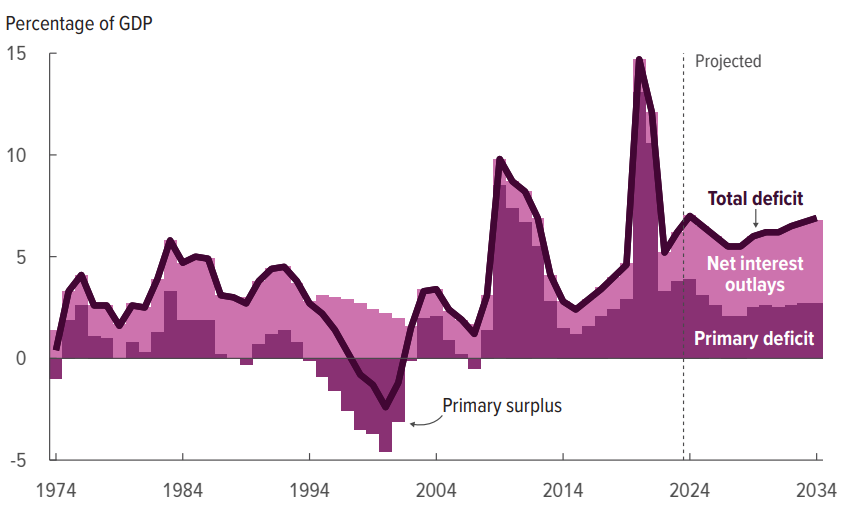 Percentage of GDP
15
Projected
10
Total deficit
5
Net interest
outlays
Primary deficit
0
Primary surplus
-5
1974
1984
1994
2004
2014
2024
2034